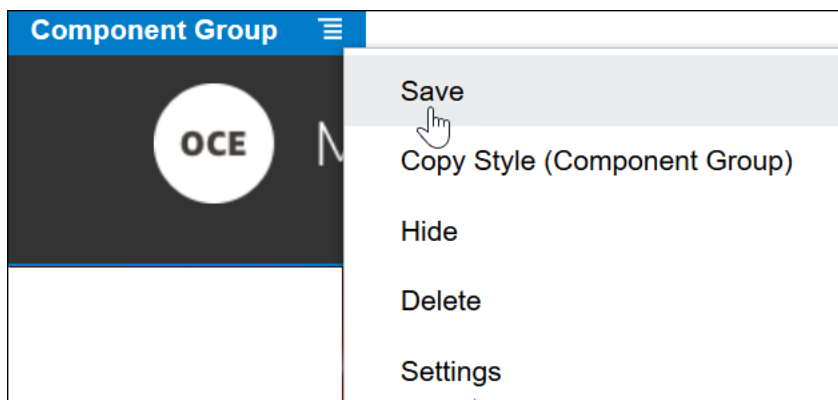 Component Group
Save
OCE M
Copy Style (Component Group)
Hide
Delete
Settings